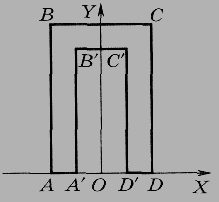 B Y C
B′ C′
A A′ O D′ D X